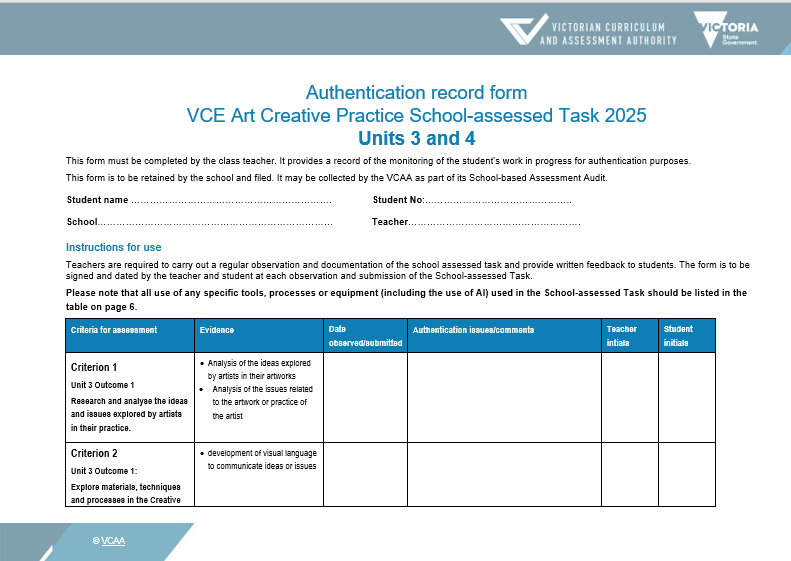 VICTORIAN CURRICULUM
AND ASSESSMENT AUTHORITY
VICTORIA
State
Government
Authentication record form
VCE Art Creative Practice School-assessed Task 2025
Units 3 and 4
This form must be completed by the class teacher. It provides a record of the monitoring of the student's work in progress for authentication purposes.
This form is to be retained by the school and filed. It may be collected by the VCAA as part of its School-based Assessment Audit.
Student name …………………………………………………. Student No:…………………………………………..
School……………………………………………………………… Teacher…………………………………………….
Instructions for use
Teachers are required to carry out a regular observation and documentation of the school assessed task and provide written feedback to students. The form is to be
signed and dated by the teacher and student at each observation and submission of the School-assessed Task.
Please note that all use of any specific tools, processes or equipment (including the use of AI) used in the School-assessed Task should be listed in the
table on page 6.
Criteria for assessment
Evidence
Date
observed/submitted
Authentication issues/comments
Teacher
intials
Student
initials
Criterion 1
Unit 3 Outcome 1
Research and analyse the ideas
and issues explored by artists
in their practice.
• Analysis of the ideas explored
by artists in their artworks
• Analysis of the issues related
to the artwork or practice of
the artist
Criterion 2
Unit 3 Outcome 1:
Explore materials, techniques
and processes in the Creative
• development of visual language
to communicate ideas or issues
© VCAA